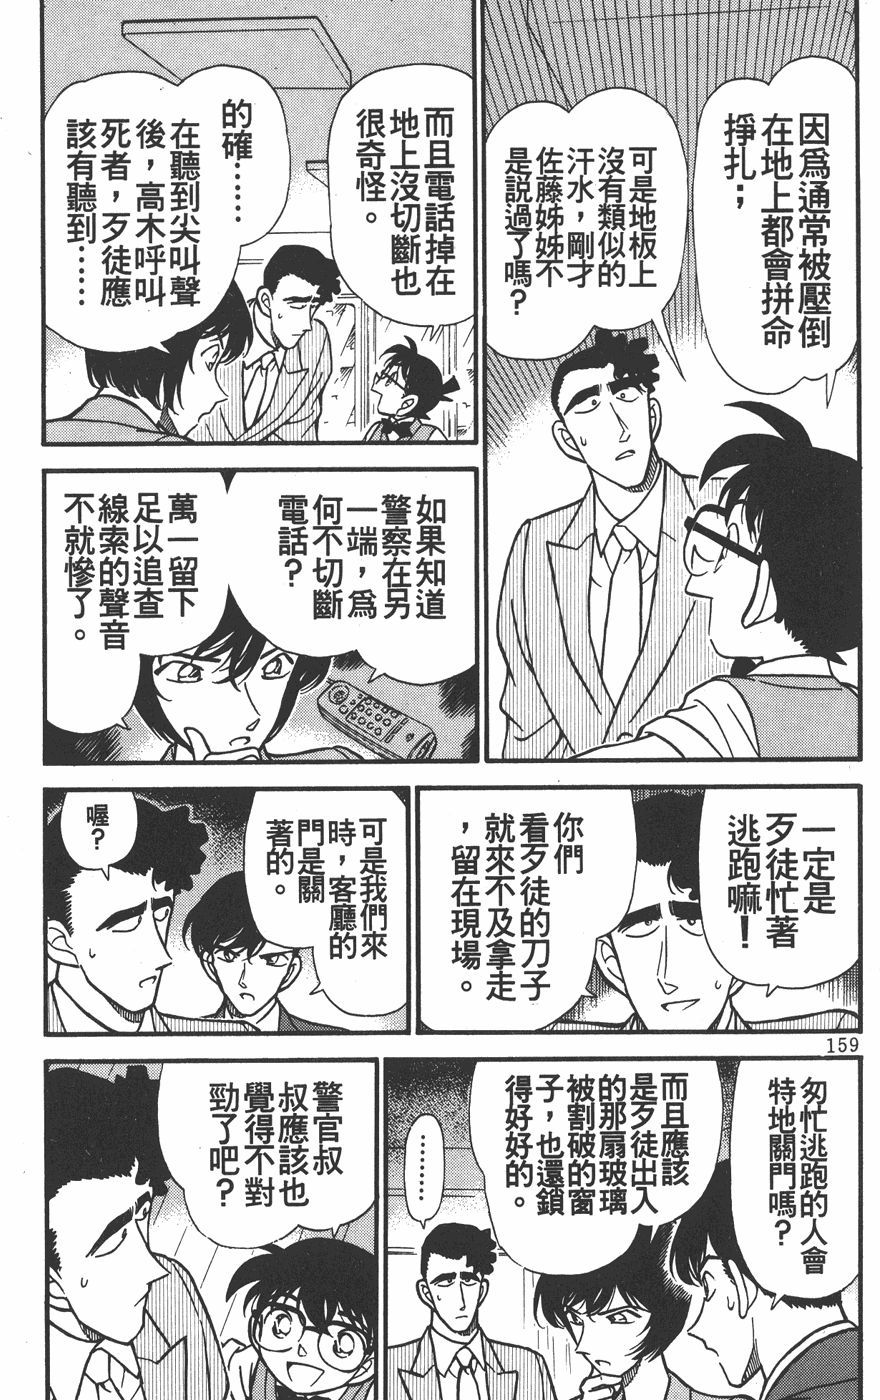 因爲通常被壓倒
在地上都會拼命
掙扎；
可是地板上
沒有類似的
汗水，剛才
佐藤姊姊不
是説過了嗎？
而且電話掉在
地上沒切斷也
很奇怪。
的確……
在聽到尖叫聲
後，高木呼叫
死者，歹徒應
該有聽到……
如果知道
警察在另
一端，爲
何不切斷
電話？
萬一留下
足以追查
線索的聲音
不就慘了。
一定是
歹徒忙著
逃跑嘛！
你們
看歹徒的刀子
就來不及拿走
，留在現場。
可是我們來
時，客廳的
門是關
著的。
喔？
159
匆忙逃跑的人會
特地關門嗎？
而且應該
是歹徒出入
的那扇玻璃
被割破的窗
子，也還鎖
得好好的。
………
警官叔
叔應該也
覺得不對
勁了吧？